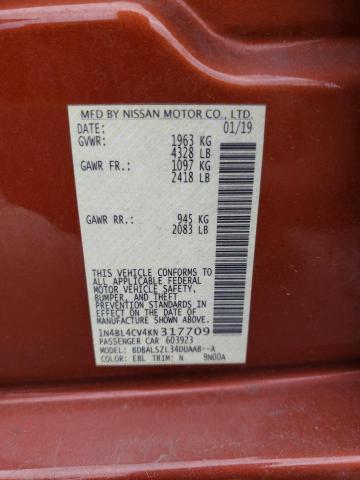 MFD BY NISSAN MOTOR CO., LTD.
DATE: 01/19
GVWR: 1963 KG
4328 LB
GAWR FR.: 1097 KG
2418 LB
GAWR RR.: 945 KG
2083 LB
THIS VEHICLE CONFORMS
TO ALL APPLICABLE FEDERAL
MOTOR VEHICLE SAFETY,
BUMPER, AND THEFT PREVENTION
STANDARDS IN EFFECT ON THE DATE
OF MANUFACTURE SHOWN ABOVE.
1N4BL4CV4KN317709
PASSENGER CAR 603923
MODEL: BDBALSZL34DUAAB--A
COLOR: EBL TRIM: N 9N00A